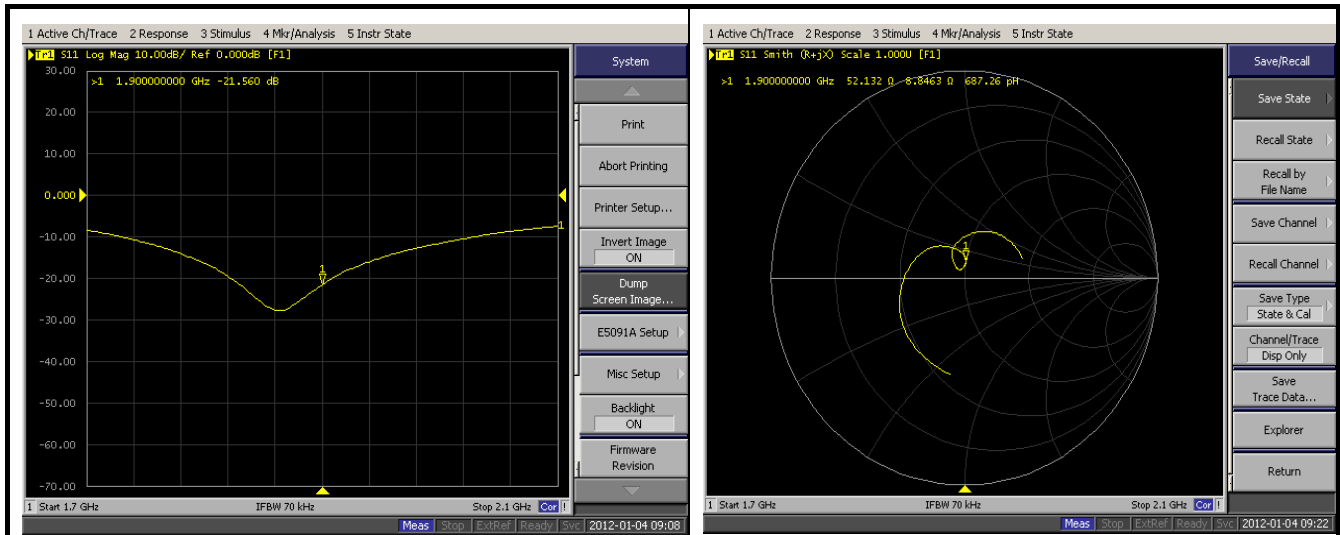 1 Active Ch/Trace 2 Response 3 Stimulus 4 Mkr/Analysis 5 Instr State
Tr1 S11 Log Mag 10.00dB/ Ref 0.000dB [F1]
30.00
>1 1.900000000 GHz -21.560 dB
20.00
10.00
0.000
-10.00
-20.00
-30.00
-40.00
-50.00
-60.00
-70.00
1
1
1 Start 1.7 GHz IFBW 70 kHz Stop 2.1 GHz Cor !
System
Print
Abort Printing
Printer Setup...
Invert Image
ON
Dump
Screen Image...
E5091A Setup
Misc Setup
Backlight
ON
Firmware
Revision
Meas Stop ExtRef Ready Svc 2012-01-04 09:08
1 Active Ch/Trace 2 Response 3 Stimulus 4 Mkr/Analysis 5 Instr State
Tr1 S11 Smith (R+jX) Scale 1.000U [F1]
>1 1.900000000 GHz 52.132 Ω 8.8463 Ω 687.26 pH
1
1 Start 1.7 GHz IFBW 70 kHz Stop 2.1 GHz Cor !
Save/Recall
Save State
Recall State
Recall by
File Name
Save Channel
Recall Channel
Save Type
State & Cal
Channel/Trace
Disp Only
Save
Trace Data...
Explorer
Return
Meas Stop ExtRef Ready Svc 2012-01-04 09:22